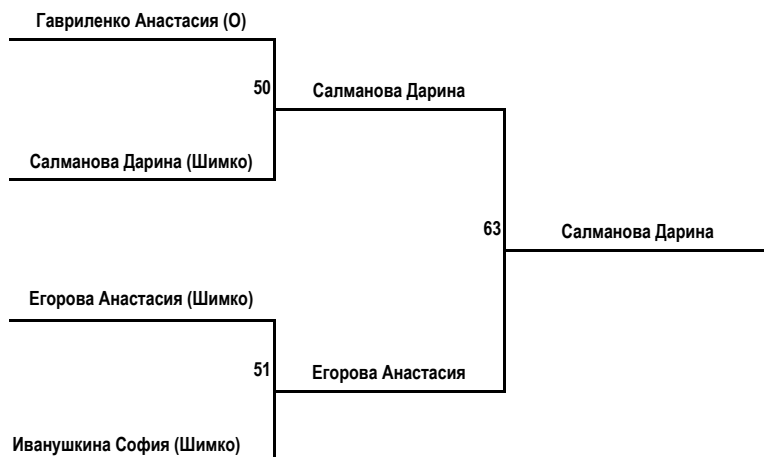 Гавриленко Анастасия (О)
50
Салманова Дарина
Салманова Дарина (Шимко)
63
Салманова Дарина
Егорова Анастасия (Шимко)
51
Егорова Анастасия
Иванушкина София (Шимко)